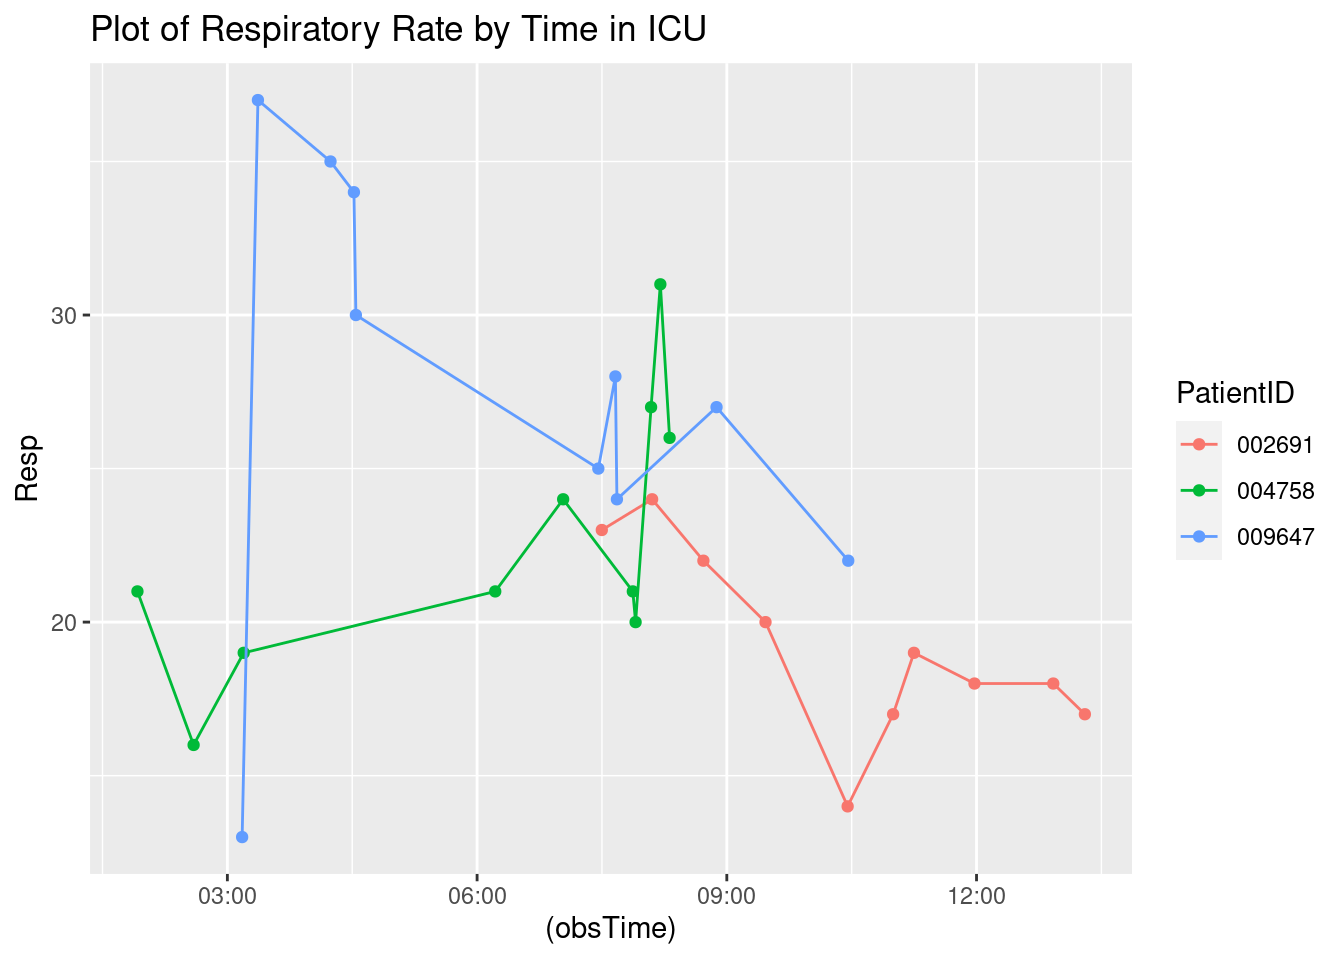 Plot of Respiratory Rate by Time in ICU
Resp
30
20
03:00
06:00
09:00
12:00
(obsTime)
PatientID
002691
004758
009647